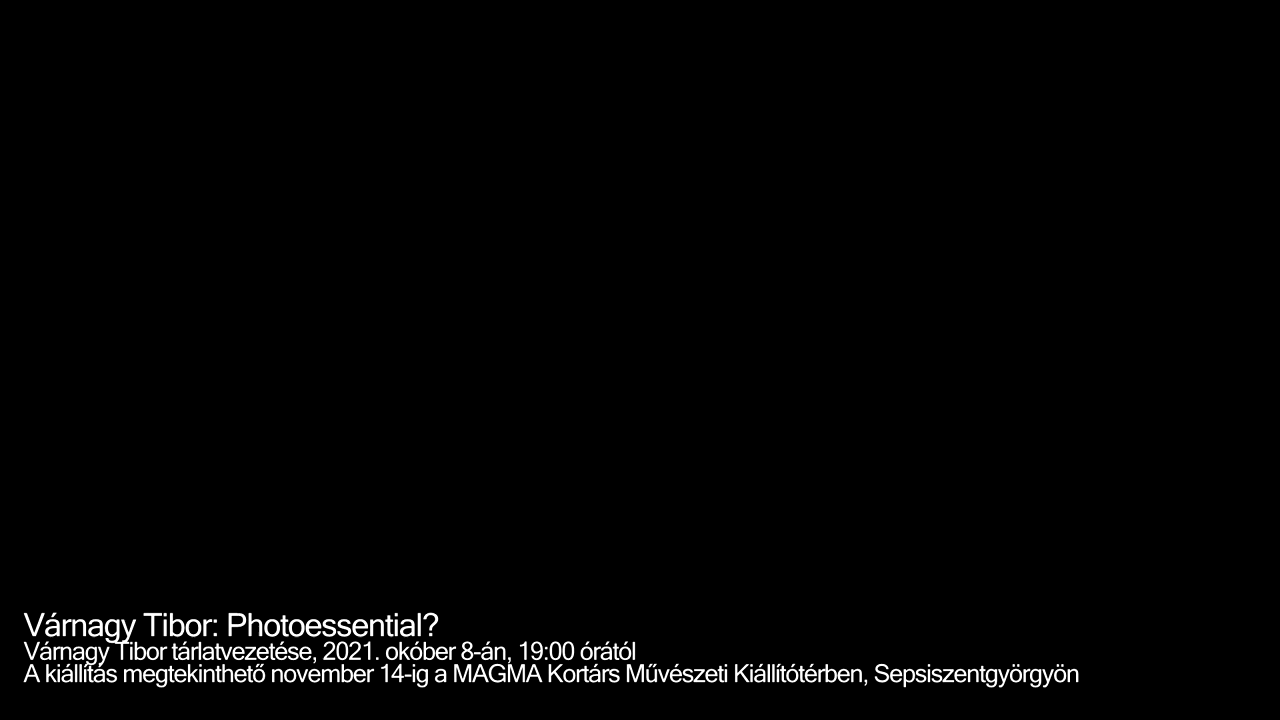 Várnagy Tibor: Photoessential?
Várnagy Tibor tárlatvezetése, 2021. okóber 8-án, 19:00 órától
A kiállítás megtekinthető november 14-ig a MAGMA Kortárs Művészeti Kiállítótérben, Sepsiszentgyörgyön